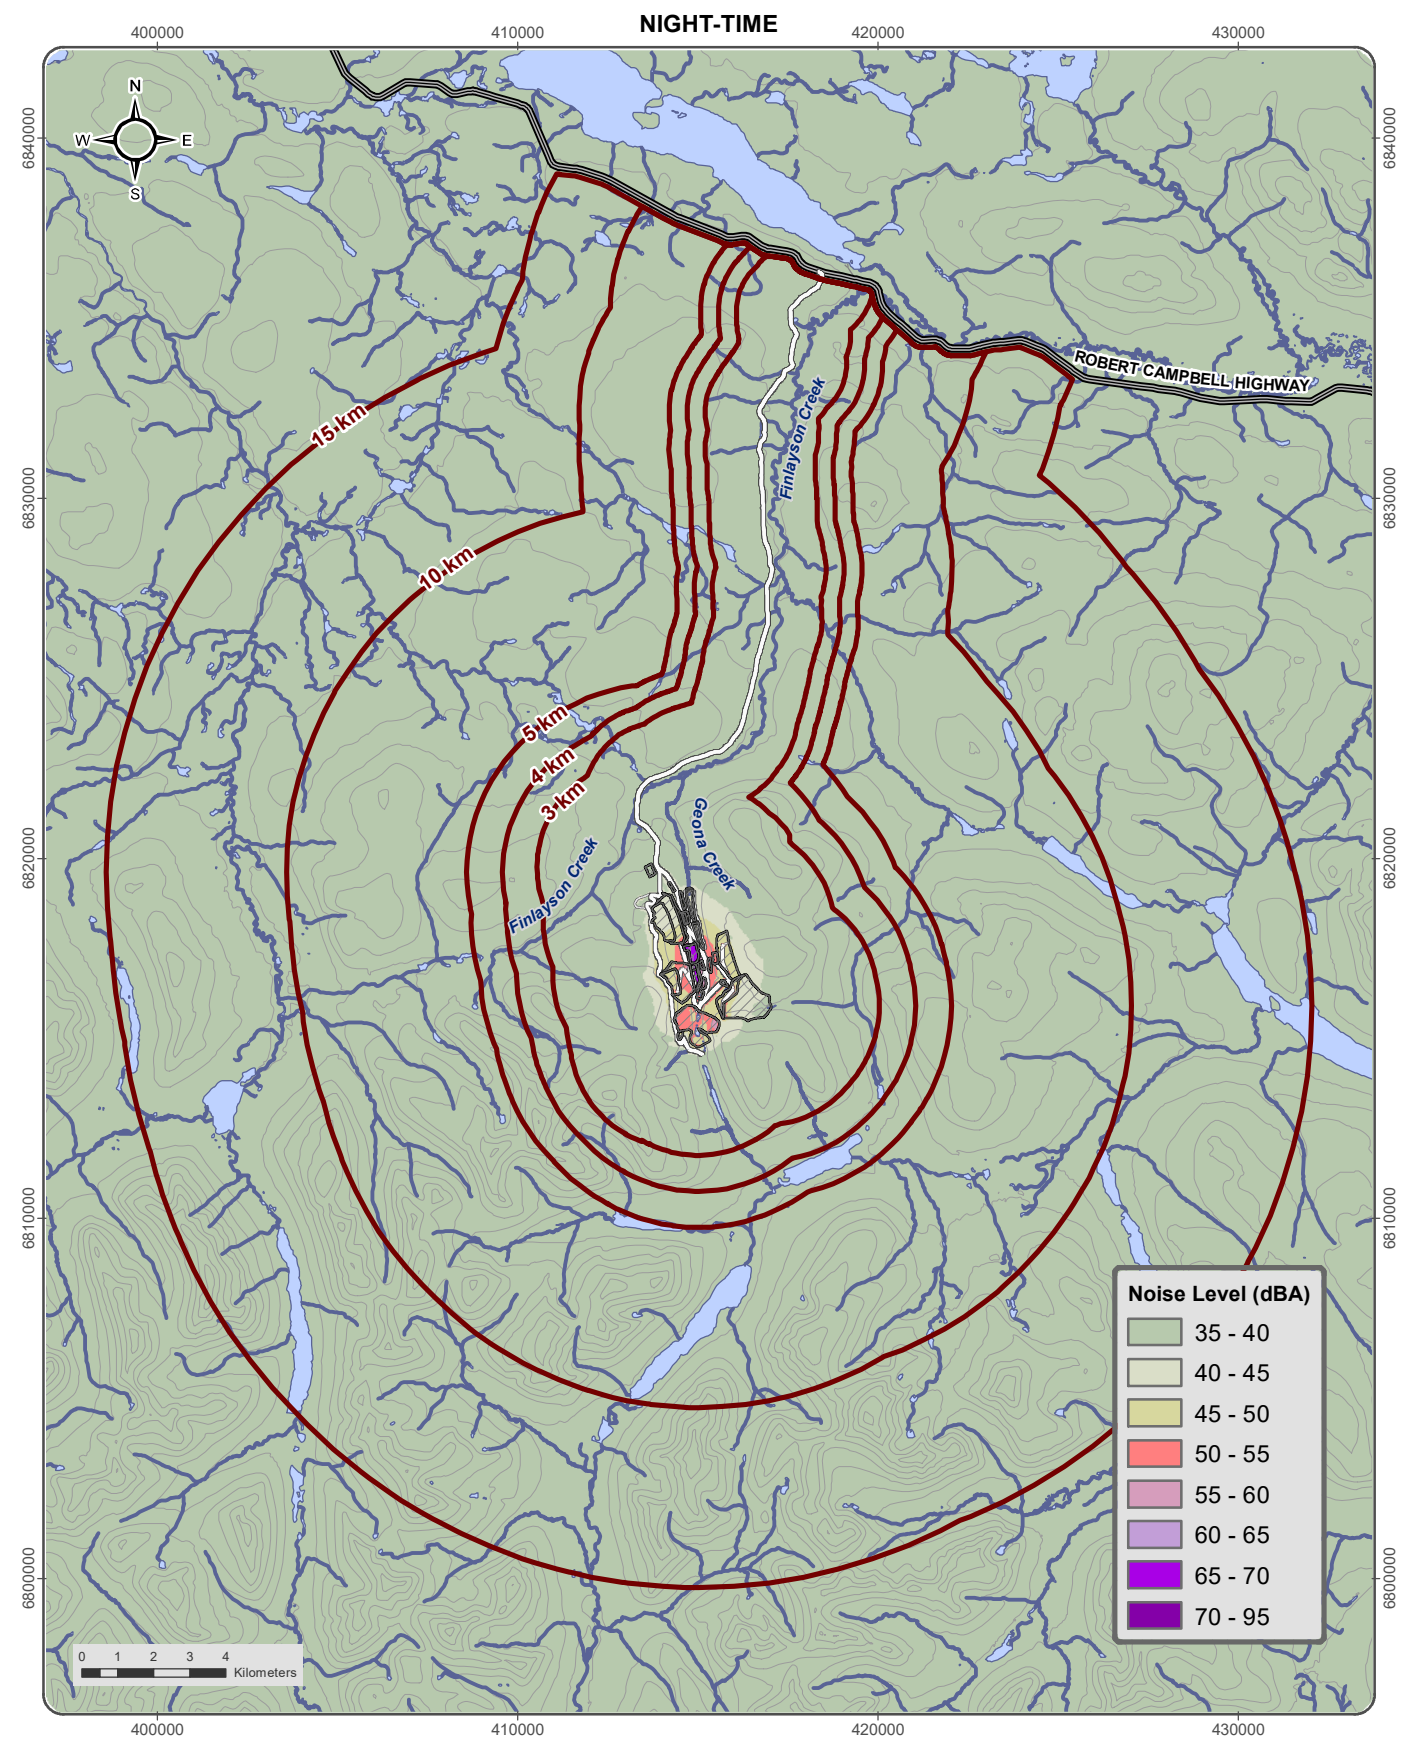 NIGHT-TIME
400000
410000
420000
430000
N
W
E
S
6840000
6840000
ROBERT CAMPBELL HIGHWAY
15 km
Finlayson Creek
6830000
6830000
10 km
5 km
4 km
3 km
Geona Creek
6820000
6820000
Finlayson Creek
6810000
6810000
Noise Level (dBA)
35 - 40
40 - 45
45 - 50
50 - 55
55 - 60
60 - 65
65 - 70
70 - 95
6800000
6800000
0 1 2 3 4
Kilometers
400000
410000
420000
430000